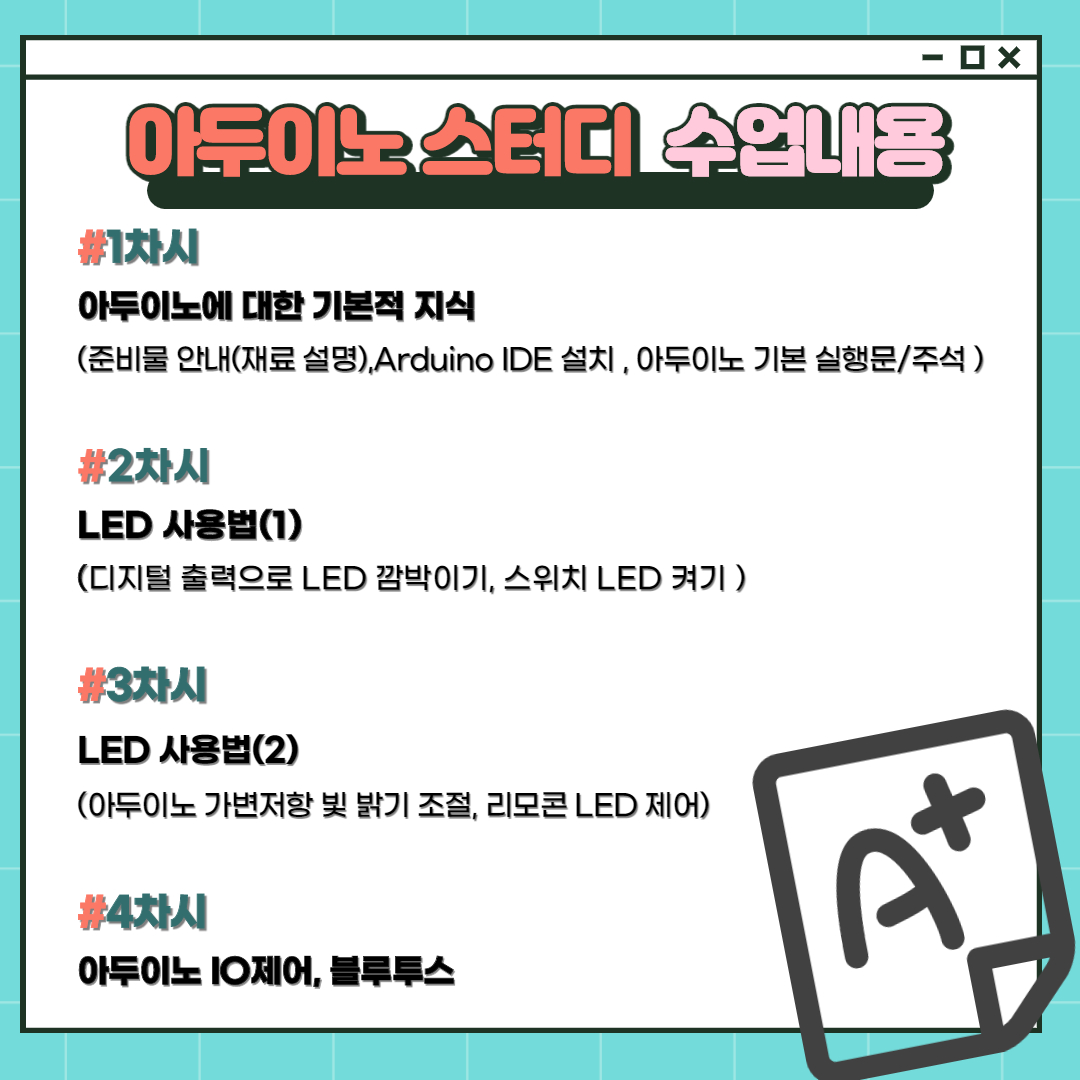 아두이노 스터디 수업내용
#1차시
아두이노에 대한 기본적 지식
(준비물 안내(재료 설명),Arduino IDE 설치 , 아두이노 기본 실행문/주석 )
#2차시
LED 사용법(1)
(디지털 출력으로 LED 깜박이기, 스위치 LED 켜기 )
#3차시
LED 사용법(2)
(아두이노 가변저항 빛 밝기 조절, 리모콘 LED 제어)
#4차시
아두이노 IO제어, 블루투스
A+